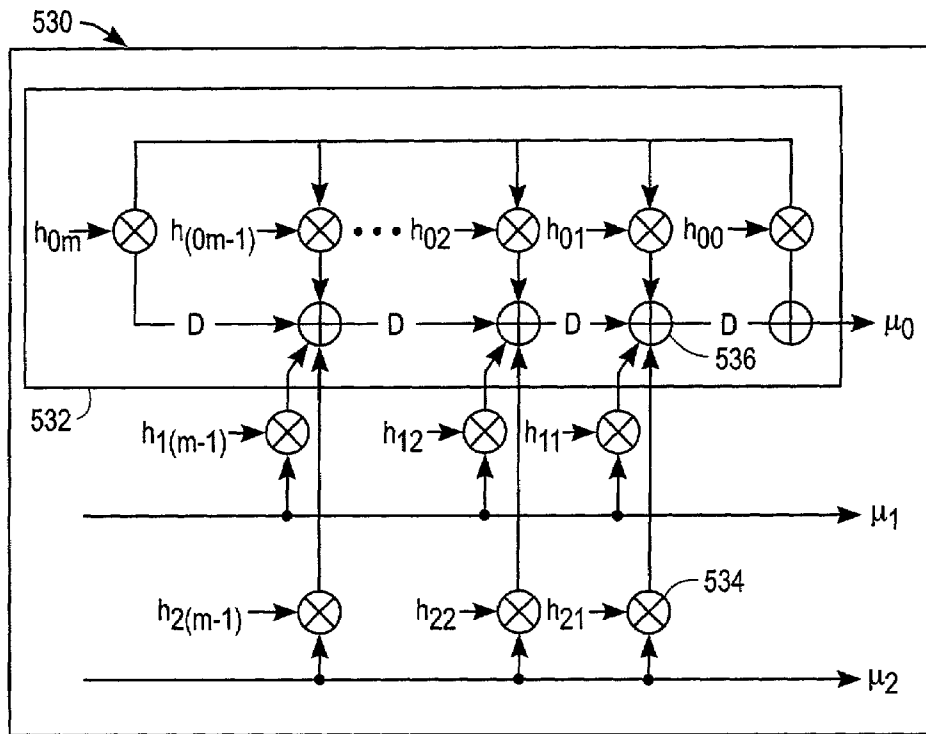 530
h0m h(0m-1) h02 h01 h00
D D D D μ0
536
532
h1(m-1) h12 h11
μ1
534
h2(m-1) h22 h21
μ2